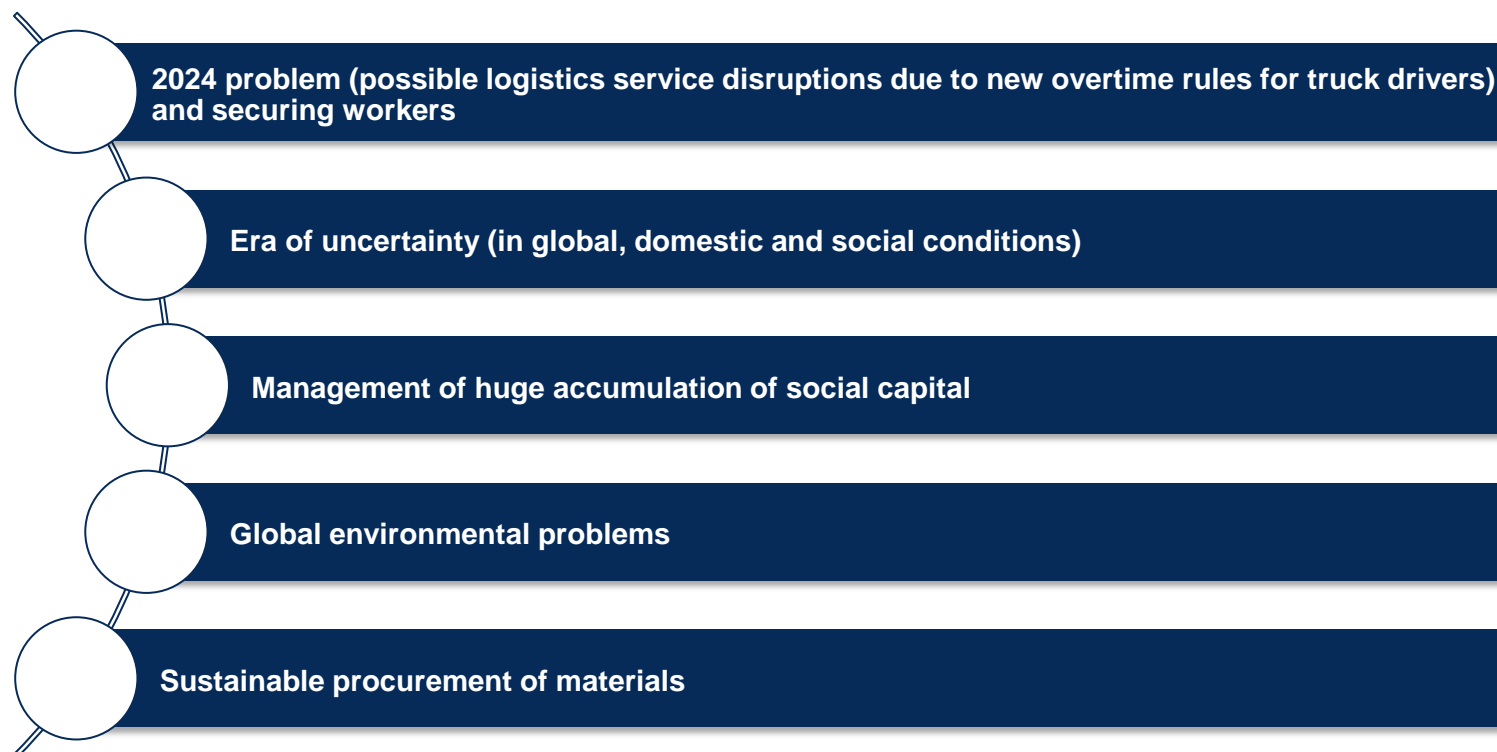 2024 problem (possible logistics service disruptions due to new overtime rules for truck drivers)
and securing workers
Era of uncertainty (in global, domestic and social conditions)
Management of huge accumulation of social capital
Global environmental problems
Sustainable procurement of materials